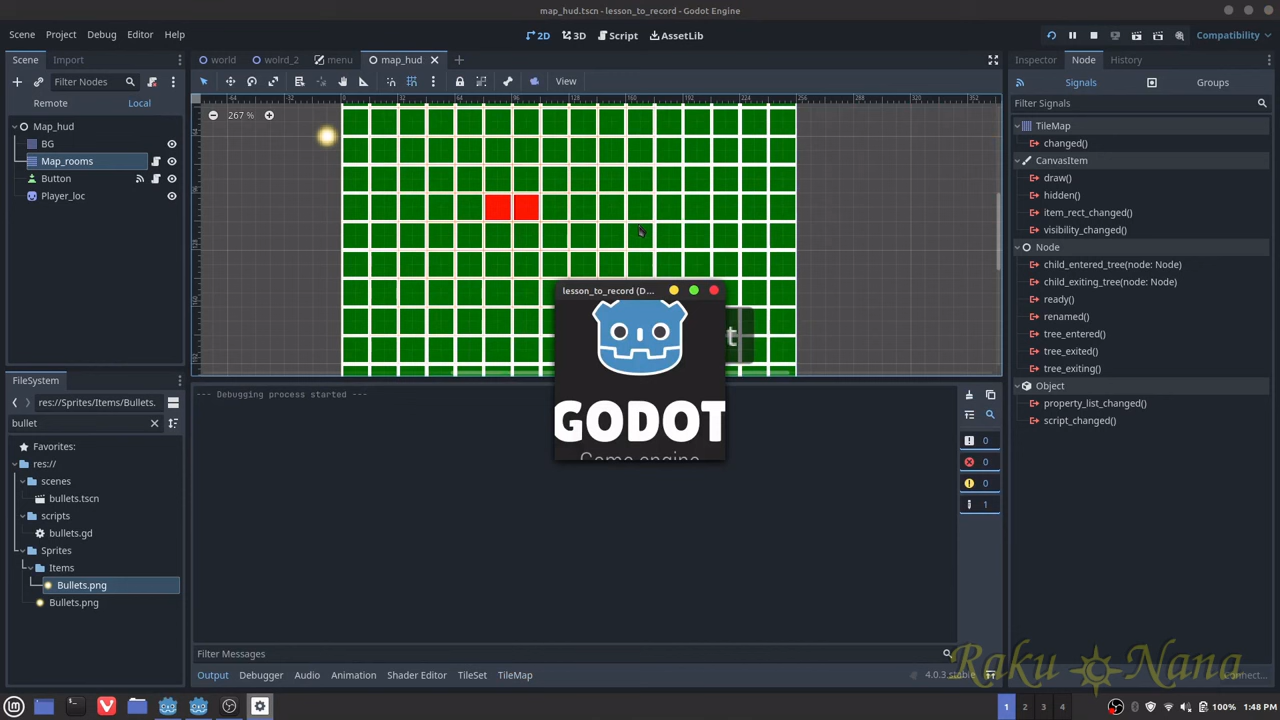 map_hud.tscn - lesson_to_record - Godot Engine
Scene Project Debug Editor Help
2D 3D Script AssetLib
Compatibility
Scene Import
world wolrd_2 menu map_hud
Inspector Node History
Filter Nodes
View
Signals Groups
Remote Local
Filter Signals
267 %
Map_hud
BG
Map_rooms
Button
Player_loc
TileMap
changed()
CanvasItem
draw()
hidden()
item_rect_changed()
visibility_changed()
Node
child_entered_tree(node: Node)
child_exiting_tree(node: Node)
ready()
renamed()
tree_entered()
tree_exited()
tree_exiting()
Object
property_list_changed()
script_changed()
lesson_to_record (D...
GODOT
Game engine
FileSystem
res://Sprites/Items/Bullets.
bullet
Favorites:
res://
scenes
bullets.tscn
scripts
bullets.gd
Sprites
Items
Bullets.png
Bullets.png
--- Debugging process started ---
0
0
0
1
Filter Messages
Output Debugger Audio Animation Shader Editor TileSet TileMap
4.0.3.stable
Raku Nana
Connect...
1 2 3 4
100% 1:48 PM